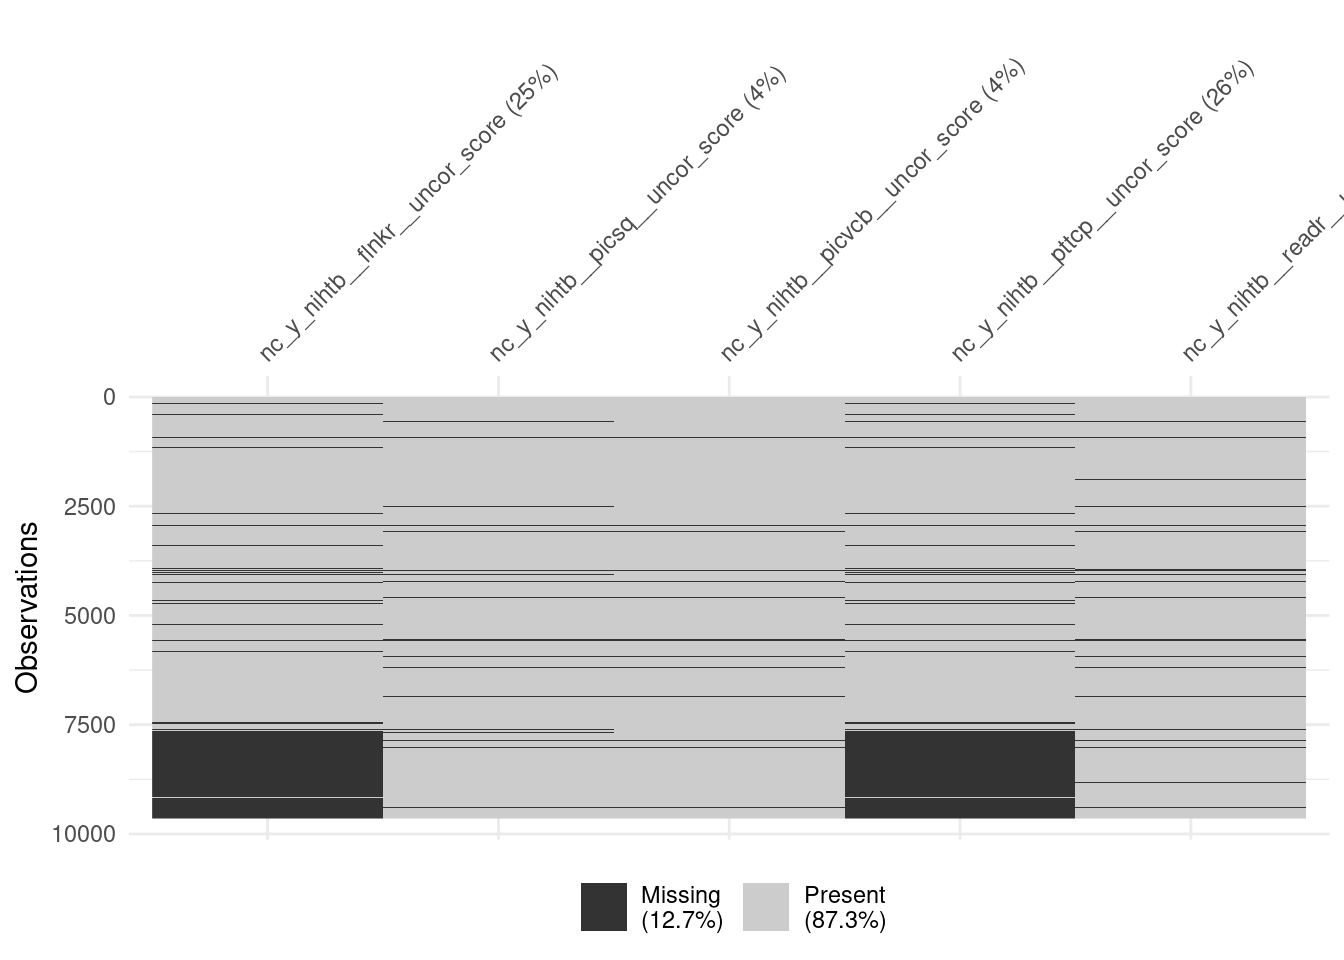 nc_y_nihtb__flnkr__uncor_score (25%)
nc_y_nihtb__picsq__uncor_score (4%)
nc_y_nihtb__picvcb__uncor_score (4%)
nc_y_nihtb__pttcp__uncor_score (26%)
nc_y_nihtb__readr__
0
2500
5000
7500
10000
Observations
Missing
(12.7%)
Present
(87.3%)